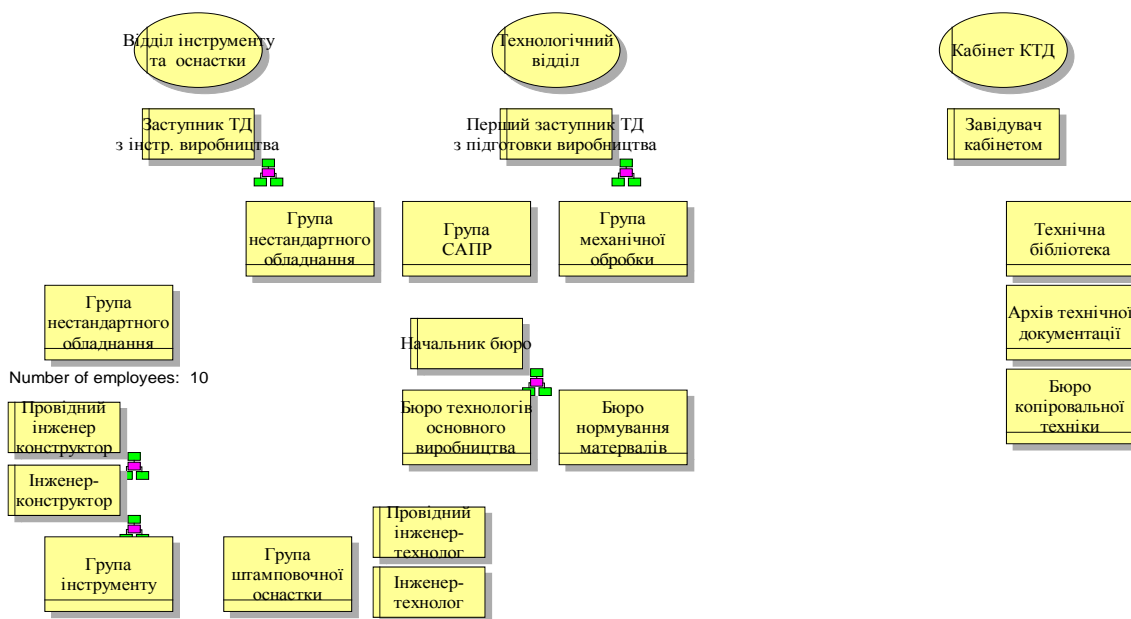 Відділ інструменту
та оснастки
Технологічний
відділ
Кабінет КТД
Заступник ТД
з інстр. виробництва
Перший заступник ТД
з підготовки виробництва
Завідувач
кабінетом
Група
нестандартного
обладнання
Група
САПР
Група
механічної
обробки
Технічна
бібліотека
Група
нестандартного
обладнання
Number of employees: 10
Начальник бюро
Архів технічної
документації
Провідний
інженер
конструктор
Бюро технологів
основного
виробництва
Бюро
нормування
матервалів
Бюро
копіровальної
техніки
Інженер-
конструктор
Провідний
інженер-
технолог
Група
інструменту
Група
штамповочної
оснастки
Інженер-
технолог